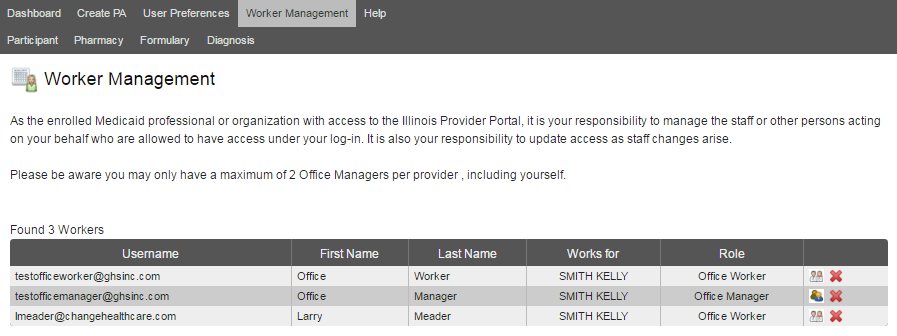 Dashboard Create PA User Preferences Worker Management Help
Participant Pharmacy Formulary Diagnosis
Worker Management
As the enrolled Medicaid professional or organization with access to the Illinois Provider Portal, it is your responsibility to manage the staff or other persons acting
on your behalf who are allowed to have access under your log-in. It is also your responsibility to update access as staff changes arise.
Please be aware you may only have a maximum of 2 Office Managers per provider , including yourself.
Found 3 Workers
Username First Name Last Name Works for Role
testofficeworker@ghsinc.com Office Worker SMITH KELLY Office Worker
testofficemanager@ghsinc.com Office Manager SMITH KELLY Office Manager
lmeader@changehealthcare.com Larry Meader SMITH KELLY Office Worker